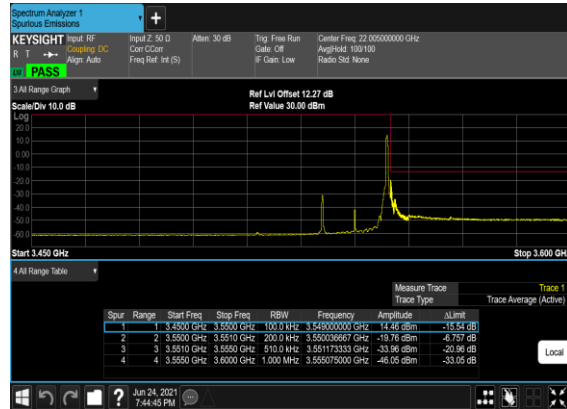 Spectrum Analyzer 1
Spurious Emissions
KEYSIGHT Input: RF Input Z: 50 Ω Atten: 30 dB Trig: Free Run Center Freq: 22.005000000 GHz
R T Coupling: DC Corr CCorr Gate: Off Avg|Hold: 100/100
Align: Auto Freq Ref: Int (S) IF Gain: Low Radio Std: None
PASS
3 All Range Graph
Ref Lvl Offset 12.27 dB
Scale/Div 10.0 dB Ref Value 30.00 dBm
Log
20.0
10.0
0.00
-10.0
-20.0
-30.0
-40.0
-50.0
-60.0
Start 3.450 GHz Stop 3.600 GHz
4 All Range Table
Measure Trace Trace 1
Trace Type Trace Average (Active)
Spur Range Start Freq Stop Freq RBW Frequency Amplitude ΔLimit
1 1 3.4500 GHz 3.5500 GHz 100.0 kHz 3.549000000 GHz 14.46 dBm -15.54 dB
2 2 3.5500 GHz 3.5510 GHz 200.0 kHz 3.550036667 GHz -19.76 dBm -6.757 dB
3 3 3.5510 GHz 3.5550 GHz 510.0 kHz 3.551173333 GHz -33.96 dBm -20.96 dB
4 4 3.5550 GHz 3.6000 GHz 1.000 MHz 3.555075000 GHz -46.05 dBm -33.05 dB
Local
Jun 24, 2021
7:44:45 PM